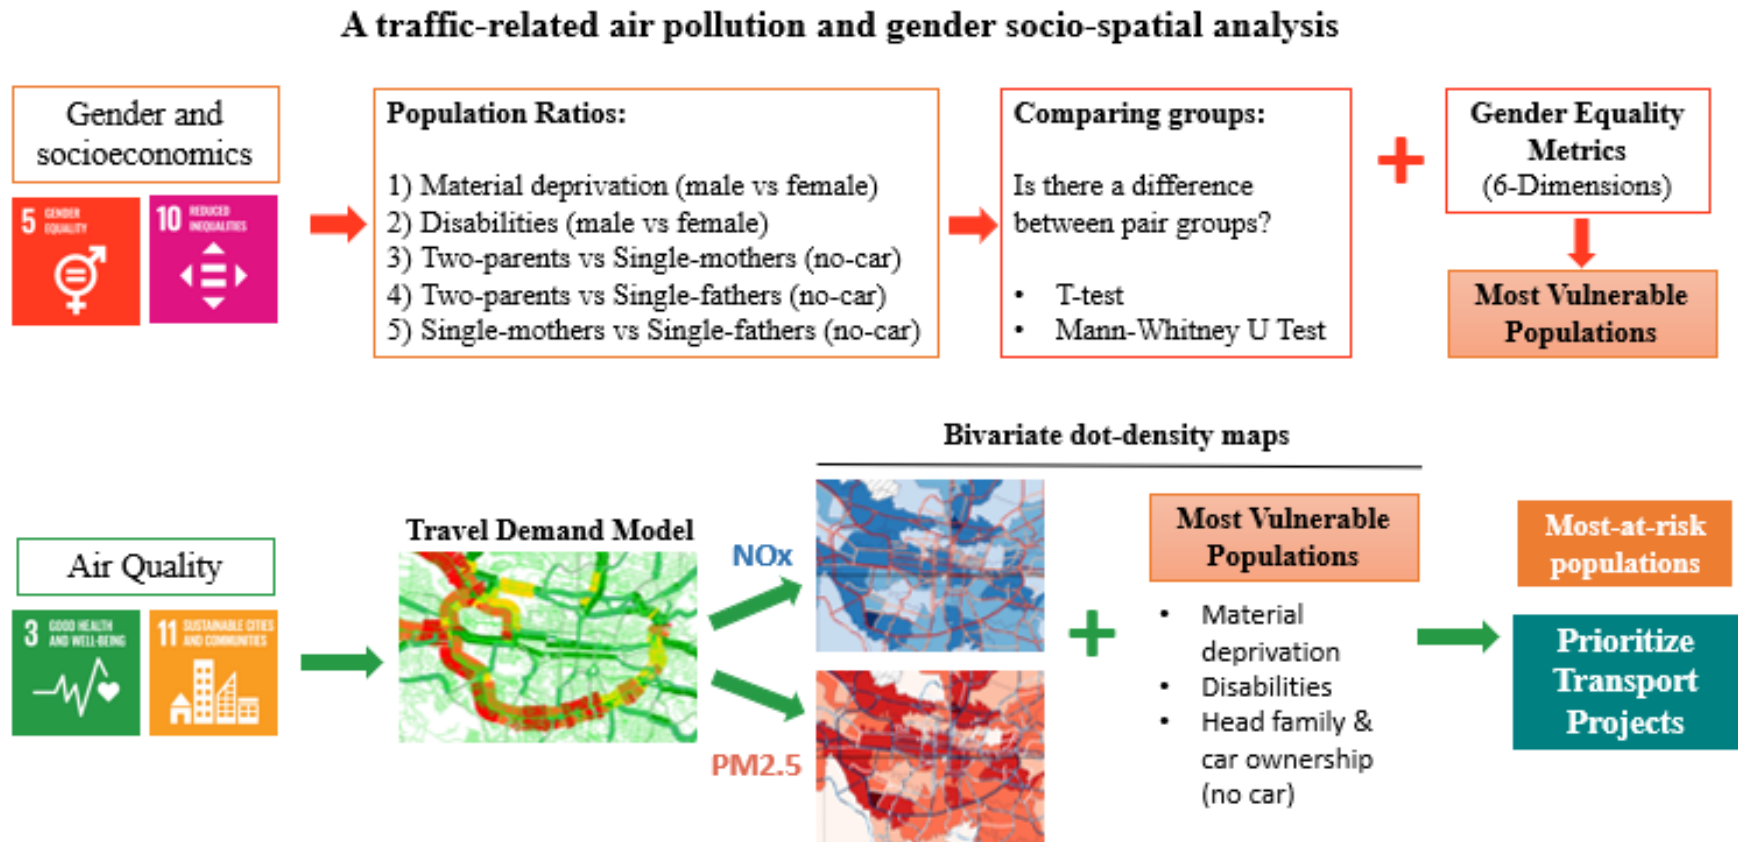 A traffic-related air pollution and gender socio-spatial analysis
Gender and
socioeconomics
5 GENDER
EQUALITY
10 REDUCED
INEQUALITIES
Population Ratios:
1) Material deprivation (male vs female)
2) Disabilities (male vs female)
3) Two-parents vs Single-mothers (no-car)
4) Two-parents vs Single-fathers (no-car)
5) Single-mothers vs Single-fathers (no-car)
Comparing groups:
Is there a difference
between pair groups?
• T-test
• Mann-Whitney U Test
Gender Equality
Metrics
(6-Dimensions)
Most Vulnerable
Populations
Bivariate dot-density maps
Air Quality
3 GOOD HEALTH
AND WELL-BEING
11 SUSTAINABLE CITIES
AND COMMUNITIES
Travel Demand Model
NOx
PM2.5
Most Vulnerable
Populations
• Material
deprivation
• Disabilities
• Head family &
car ownership
(no car)
Most-at-risk
populations
Prioritize
Transport
Projects